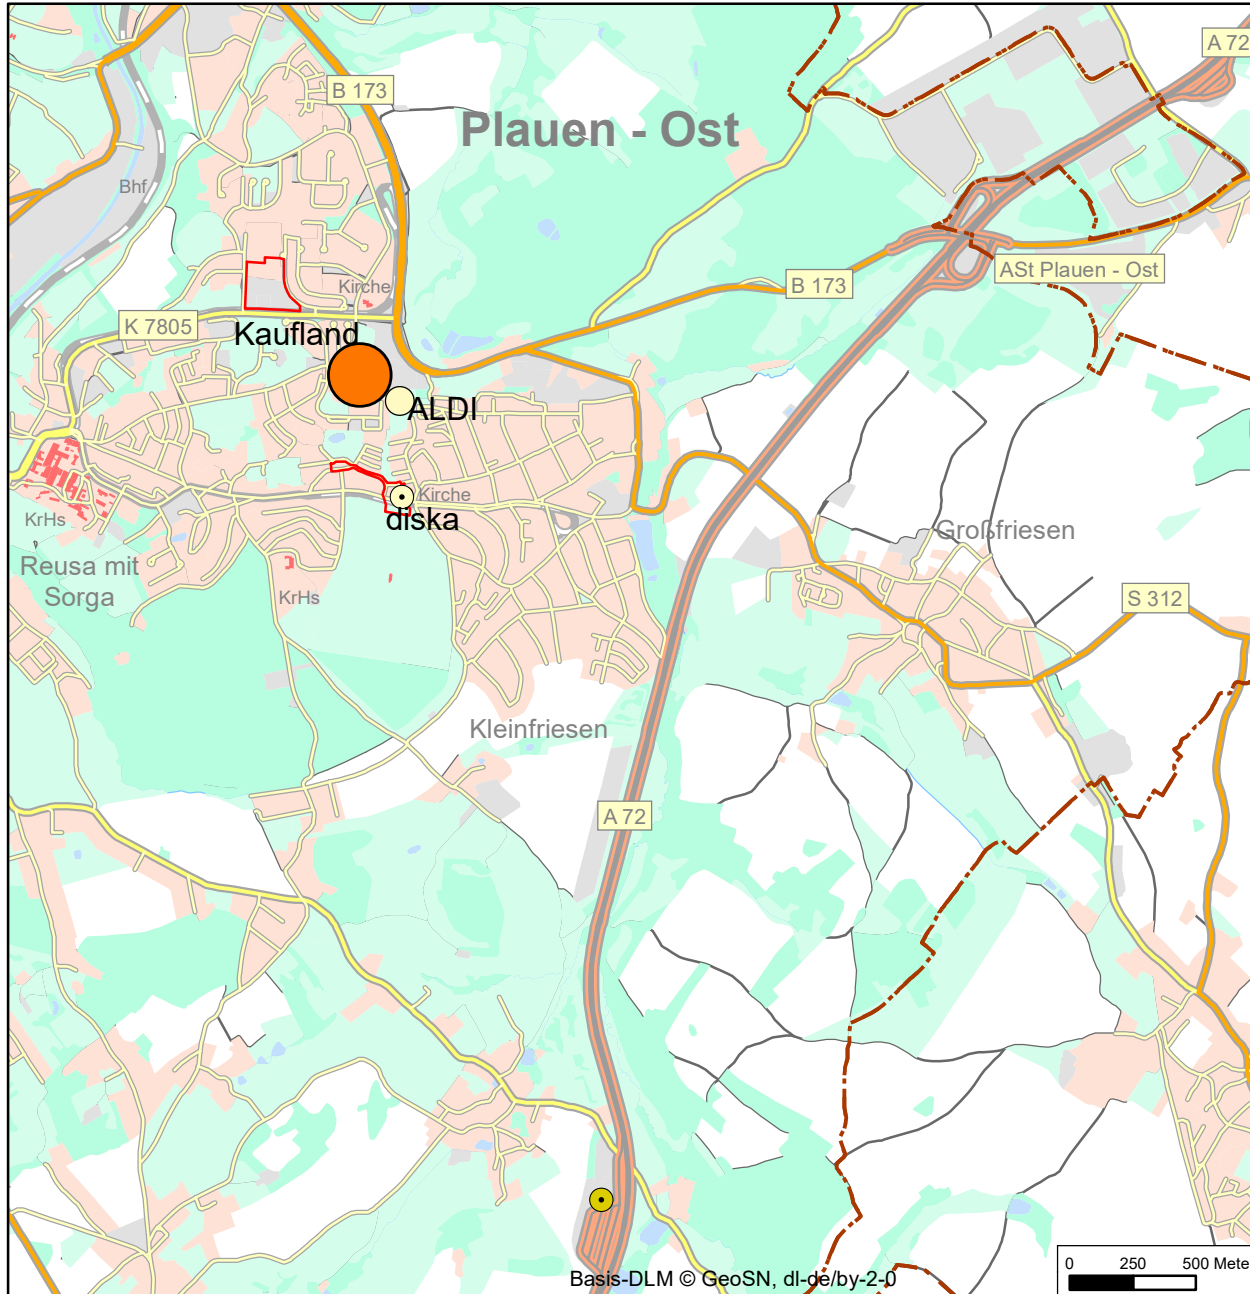 A 72
B 173
Plauen - Ost
Bhf
ASt Plauen - Ost
B 173
Kirche
K 7805
Kaufland
ALDI
Kirche
diska
KrHs
Großfriesen
Reusa mit
Sorga
KrHs
S 312
Kleinfriesen
A 72
0 250 500 Mete
Basis-DLM © GeoSN, dl-de/by-2-0